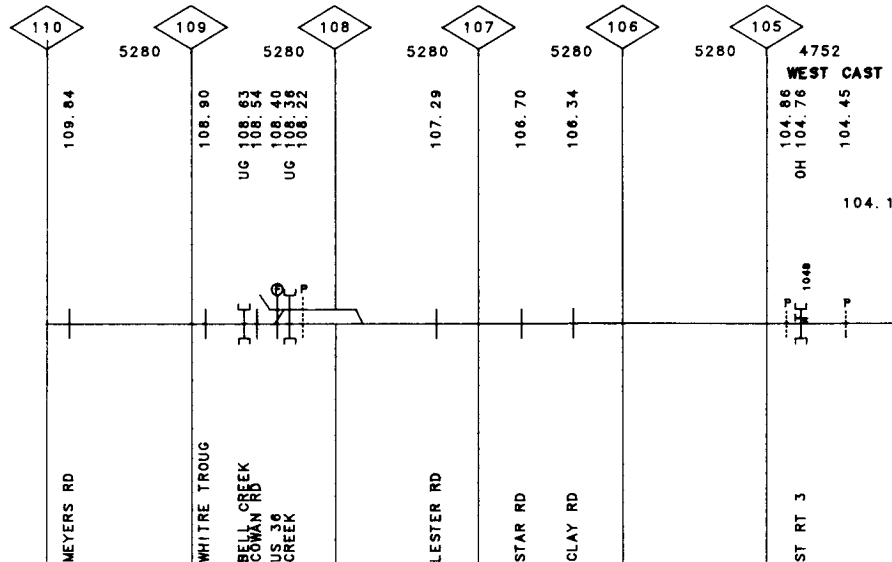 110
109
108
107
106
105
5280
5280
5280
5280
5280
4752
WEST CAST
109.84
108.90
UG 108.63
108.54
108.40
UG 108.36
108.22
107.29
106.70
106.34
104.86
OH 104.76
104.45
104.1
F
P
P
P
1048
MEYERS RD
WHITRE TROUG
BELL CREEK
COWAN RD
US 36
CREEK
LESTER RD
STAR RD
CLAY RD
ST RT 3